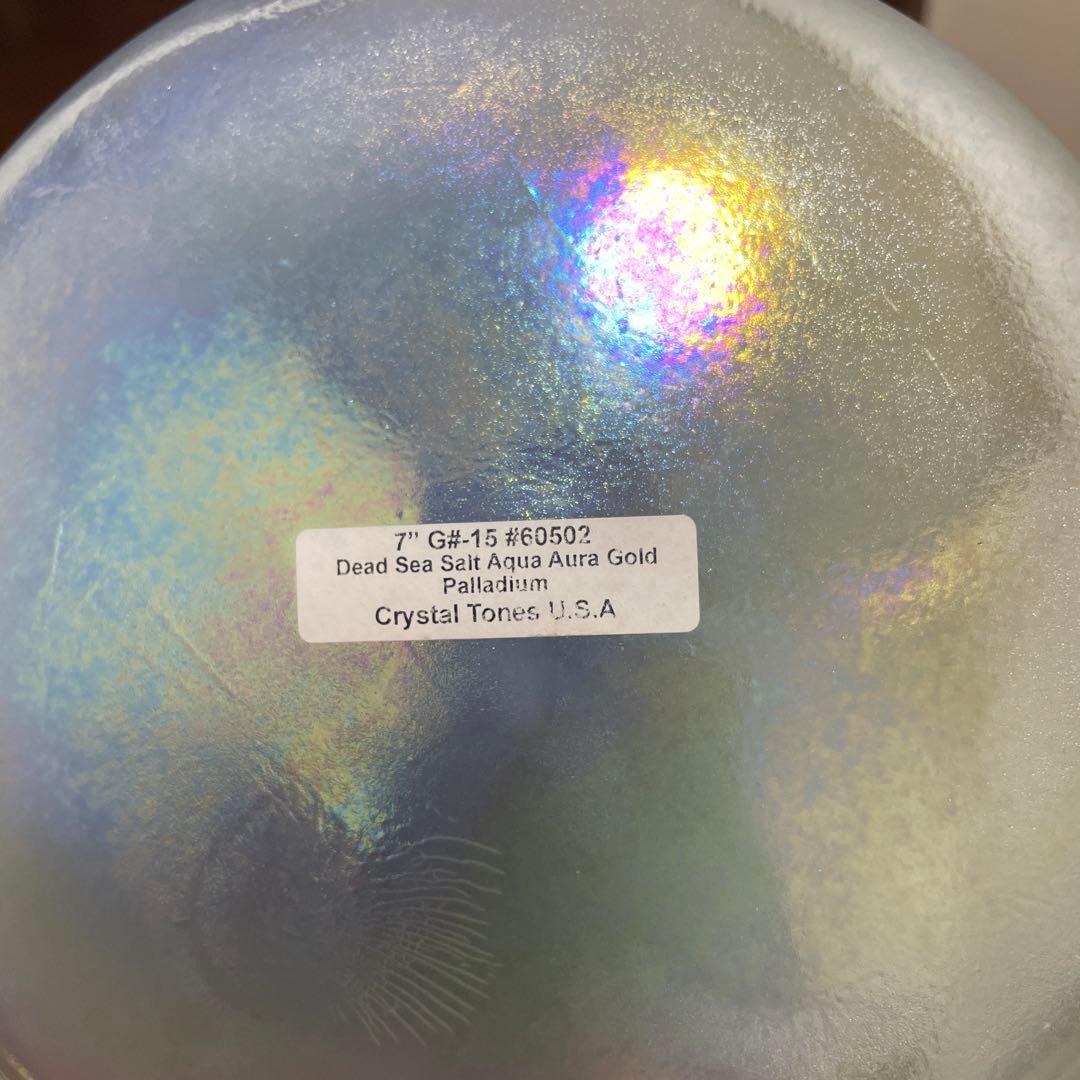 7” G#-15 #60502
Dead Sea Salt Aqua Aura Gold
Palladium
Crystal Tones U.S.A